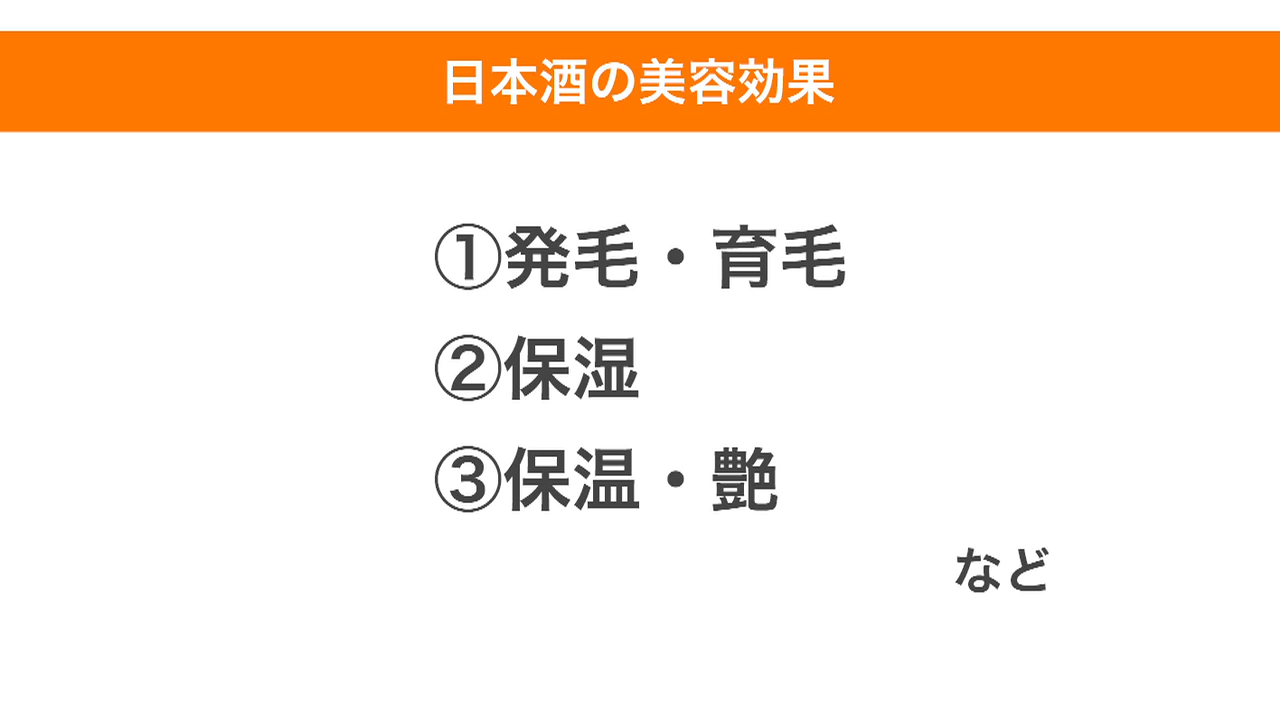 日本酒の美容効果
①発毛・育毛
②保湿
③保温・艶
など